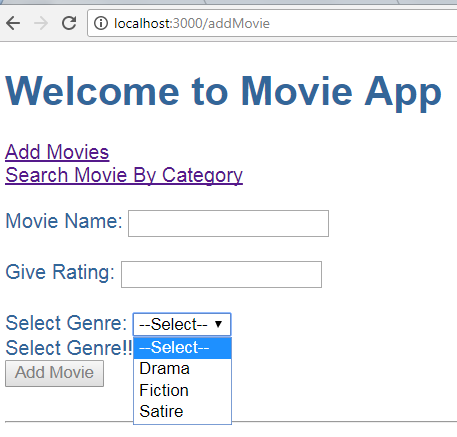 localhost:3000/addMovie
Welcome to Movie App
Add Movies
Search Movie By Category
Movie Name:
Give Rating:
Select Genre: --Select--
Select Genre!!
--Select--
Drama
Fiction
Satire
Add Movie